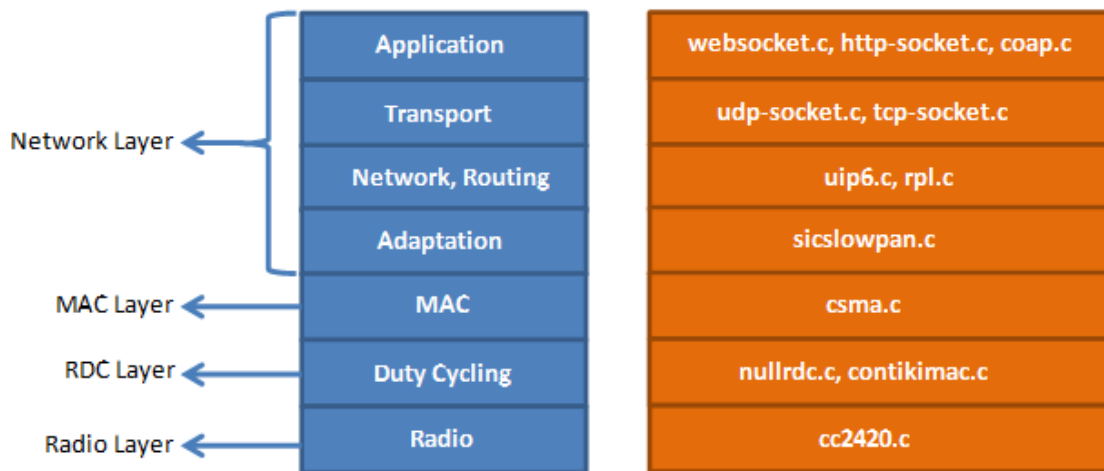 Application
websocket.c, http-socket.c, coap.c
Transport
udp-socket.c, tcp-socket.c
Network Layer
Network, Routing
uip6.c, rpl.c
Adaptation
sicslowpan.c
MAC Layer
MAC
csma.c
RDC Layer
Duty Cycling
nullrdc.c, contikimac.c
Radio Layer
Radio
cc2420.c